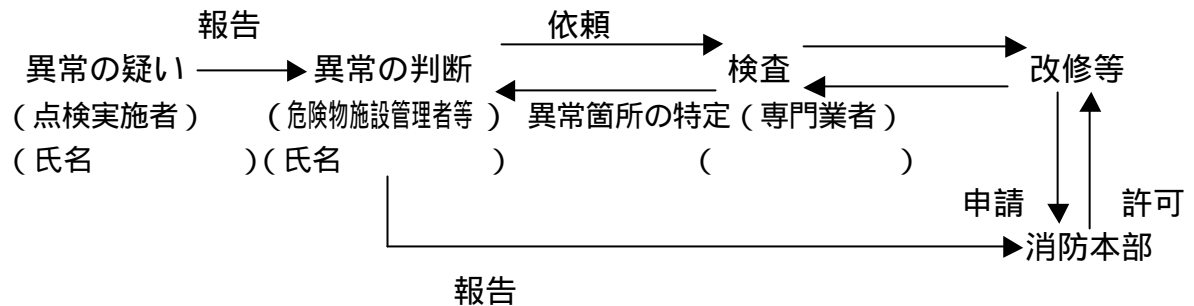 報告 依頼
異常の疑い 異常の判断 検査 改修等
(点検実施者) (危険物施設管理者等) 異常箇所の特定(専門業者)
(氏名 )(氏名 ) ( )
申請 許可
消防本部
報告